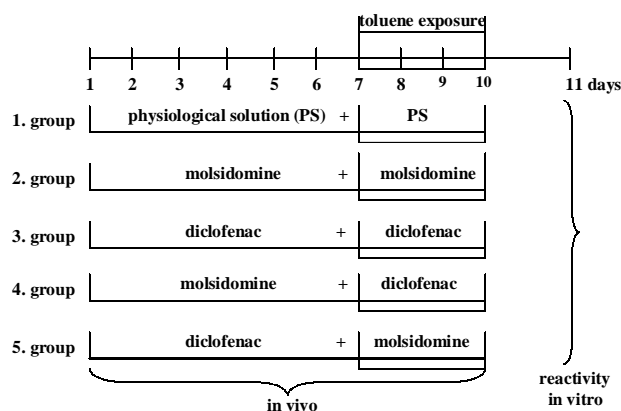 toluene exposure
1 2 3 4 5 6 7 8 9 10 11 days
1. group physiological solution (PS) + PS
2. group molsidomine + molsidomine
3. group diclofenac + diclofenac
4. group molsidomine + diclofenac
5. group diclofenac + molsidomine
in vivo
reactivity
in vitro